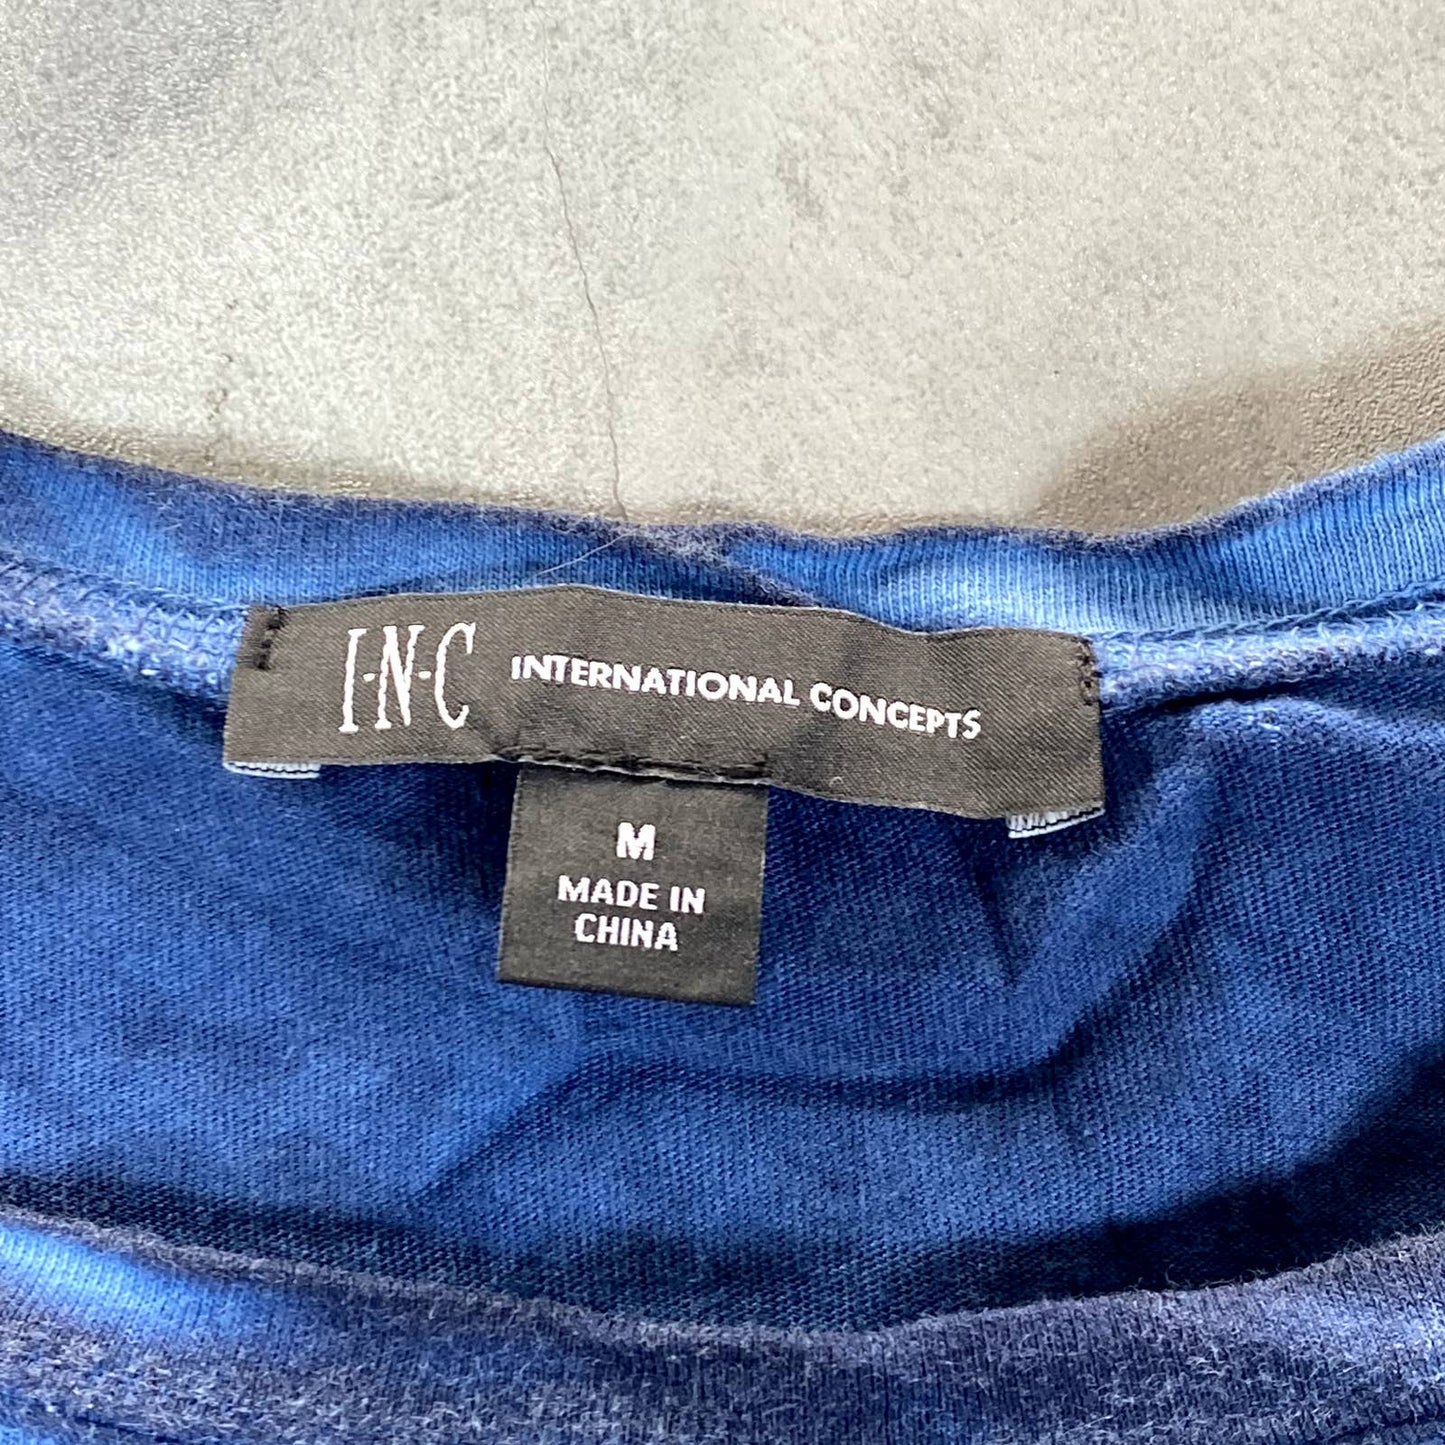 I·N·C INTERNATIONAL CONCEPTS
M
MADE IN
CHINA